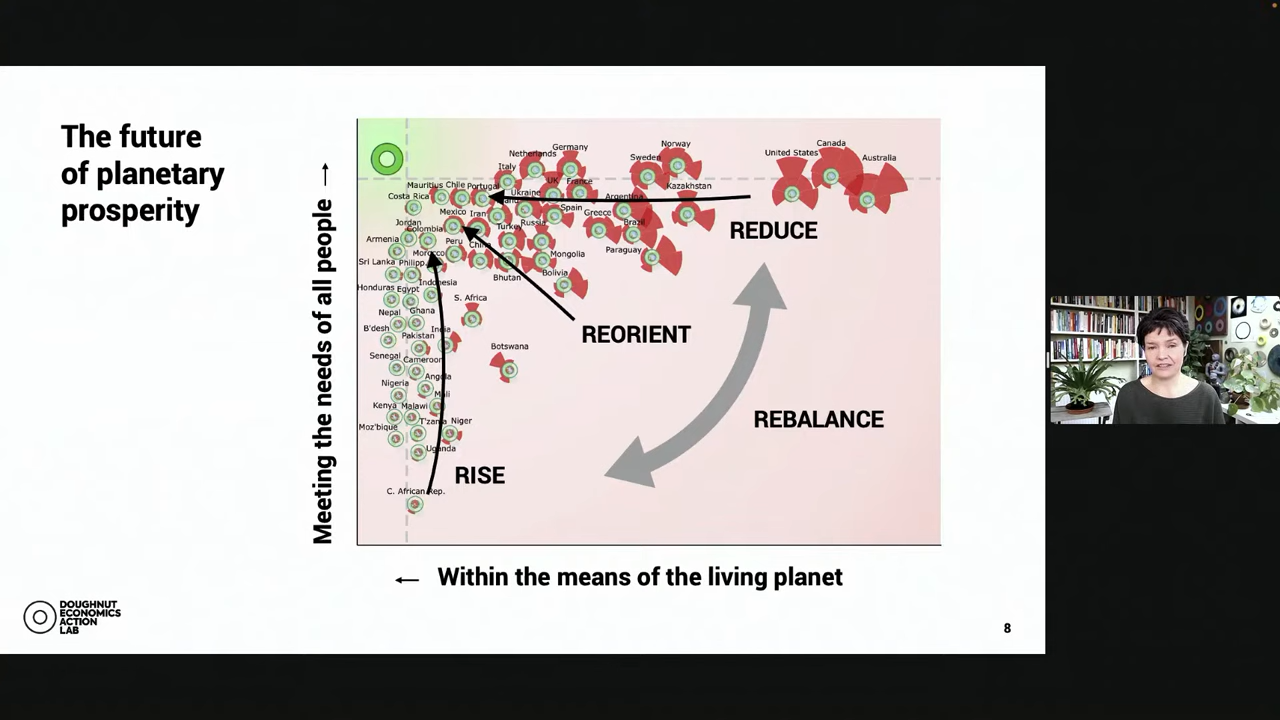 The future
of planetary
prosperity
Meeting the needs of all people →
Germany
Norway
Canada
Netherlands
United States
Sweden
Australia
Italy
UK
France
Kazakhstan
Mauritius
Chile
Portugal
Costa Rica
Ukraine
Argentina
Mexico
Iran
Spain
Greece
Jordan
Colombia
Turkey
Russia
Brazil
REDUCE
Armenia
Peru
China
Paraguay
Morocco
Mongolia
Sri Lanka
Philipp.
Bhutan
Bolivia
Honduras
Egypt
Indonesia
S. Africa
Nepal
Ghana
B'desh
India
REORIENT
Pakistan
Botswana
Senegal
Cameroon
Angola
Nigeria
Mali
Kenya
Malawi
REBALANCE
Moz'bique
T'zania
Niger
Uganda
RISE
C. African Rep.
← Within the means of the living planet
DOUGHNUT
ECONOMICS
ACTION
LAB
8